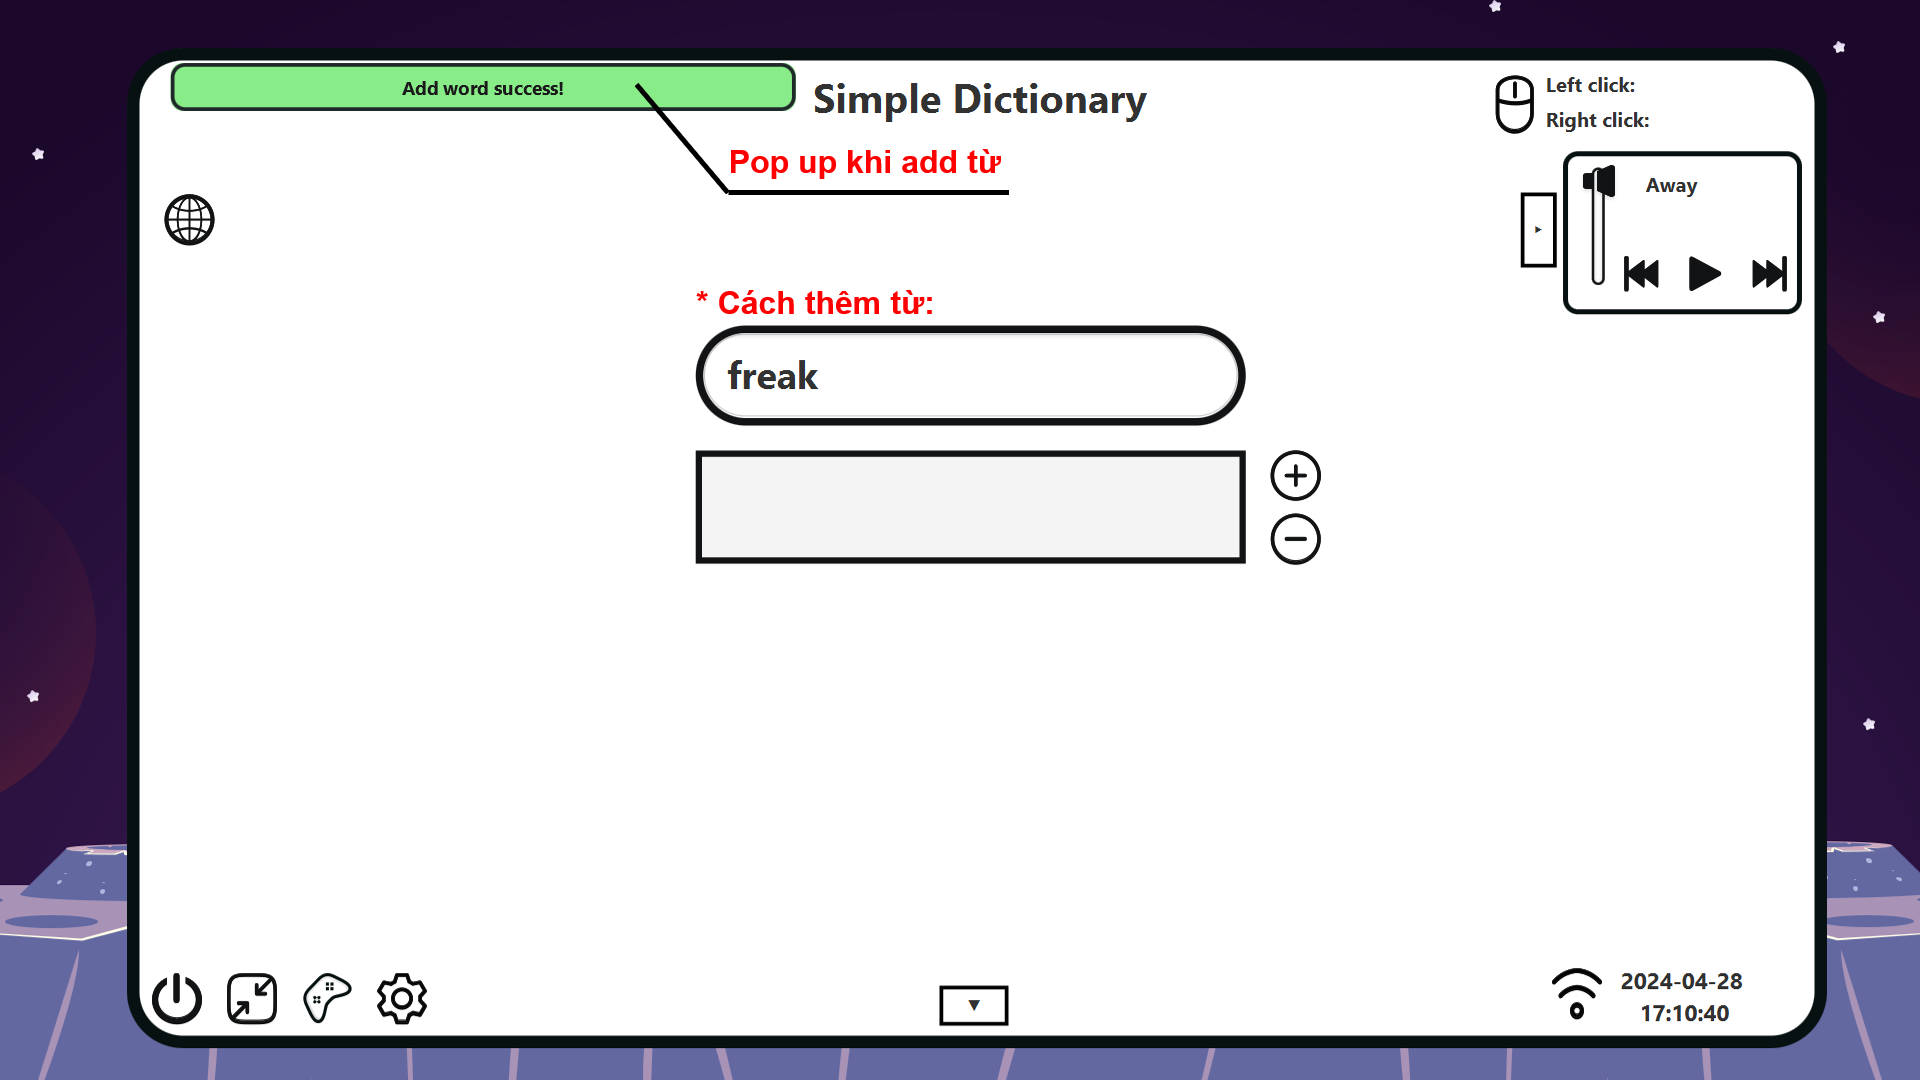 Add word success!
Simple Dictionary
Left click:
Right click:
Pop up khi add từ
Away
* Cách thêm từ:
freak
2024-04-28
17:10:40